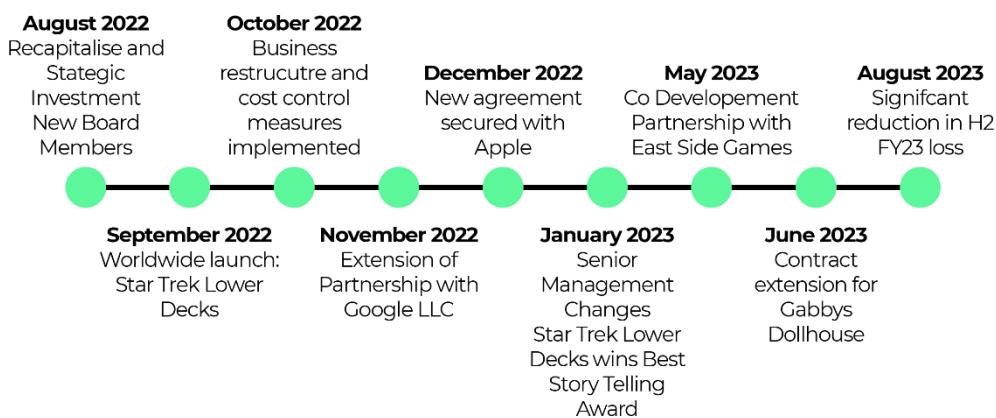 August 2022
Recapitalise and
Stategic
Investment
New Board
Members
September 2022
Worldwide launch:
Star Trek Lower
Decks
October 2022
Business
restrucutre and
cost control
measures
implemented
November 2022
Extension of
Partnership with
Google LLC
December 2022
New agreement
secured with
Apple
January 2023
Senior
Management
Changes
Star Trek Lower
Decks wins Best
Story Telling
Award
May 2023
Co Developement
Partnership with
East Side Games
June 2023
Contract
extension for
Gabbys
Dollhouse
August 2023
Signifcant
reduction in H2
FY23 loss